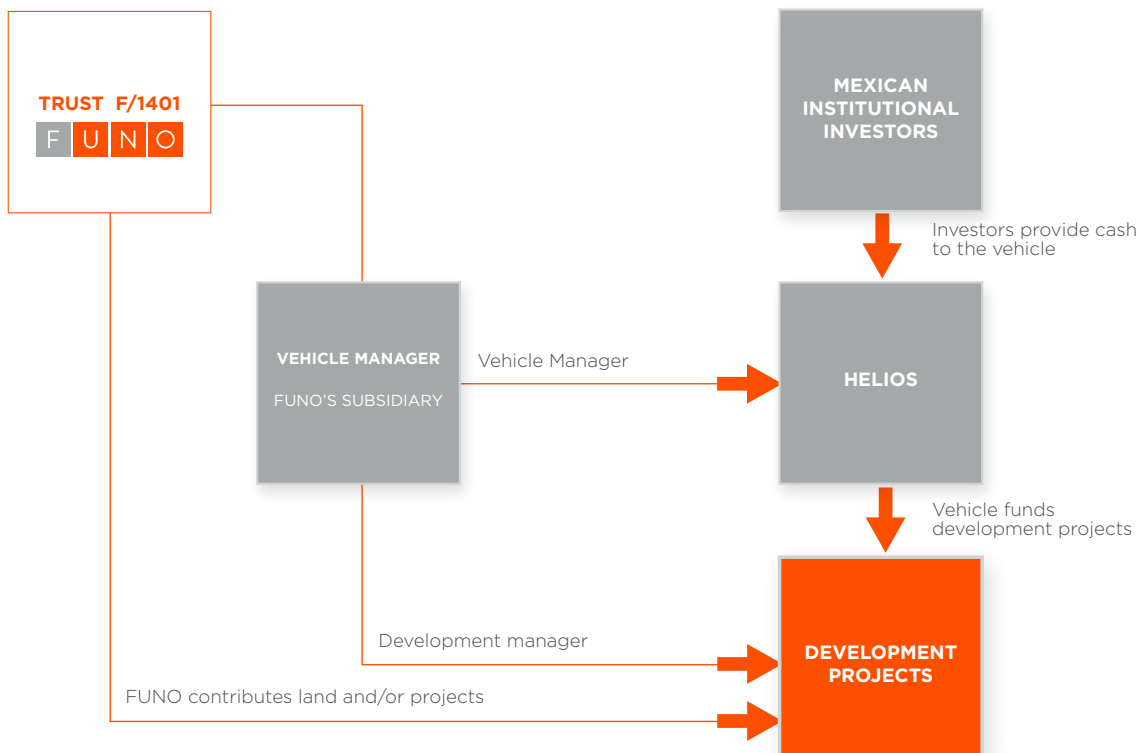 TRUST F/1401
FUNO
MEXICAN
INSTITUTIONAL
INVESTORS
Investors provide cash
to the vehicle
VEHICLE MANAGER
FUNO'S SUBSIDIARY
Vehicle Manager
HELIOS
Vehicle funds
development projects
Development manager
DEVELOPMENT
PROJECTS
FUNO contributes land and/or projects